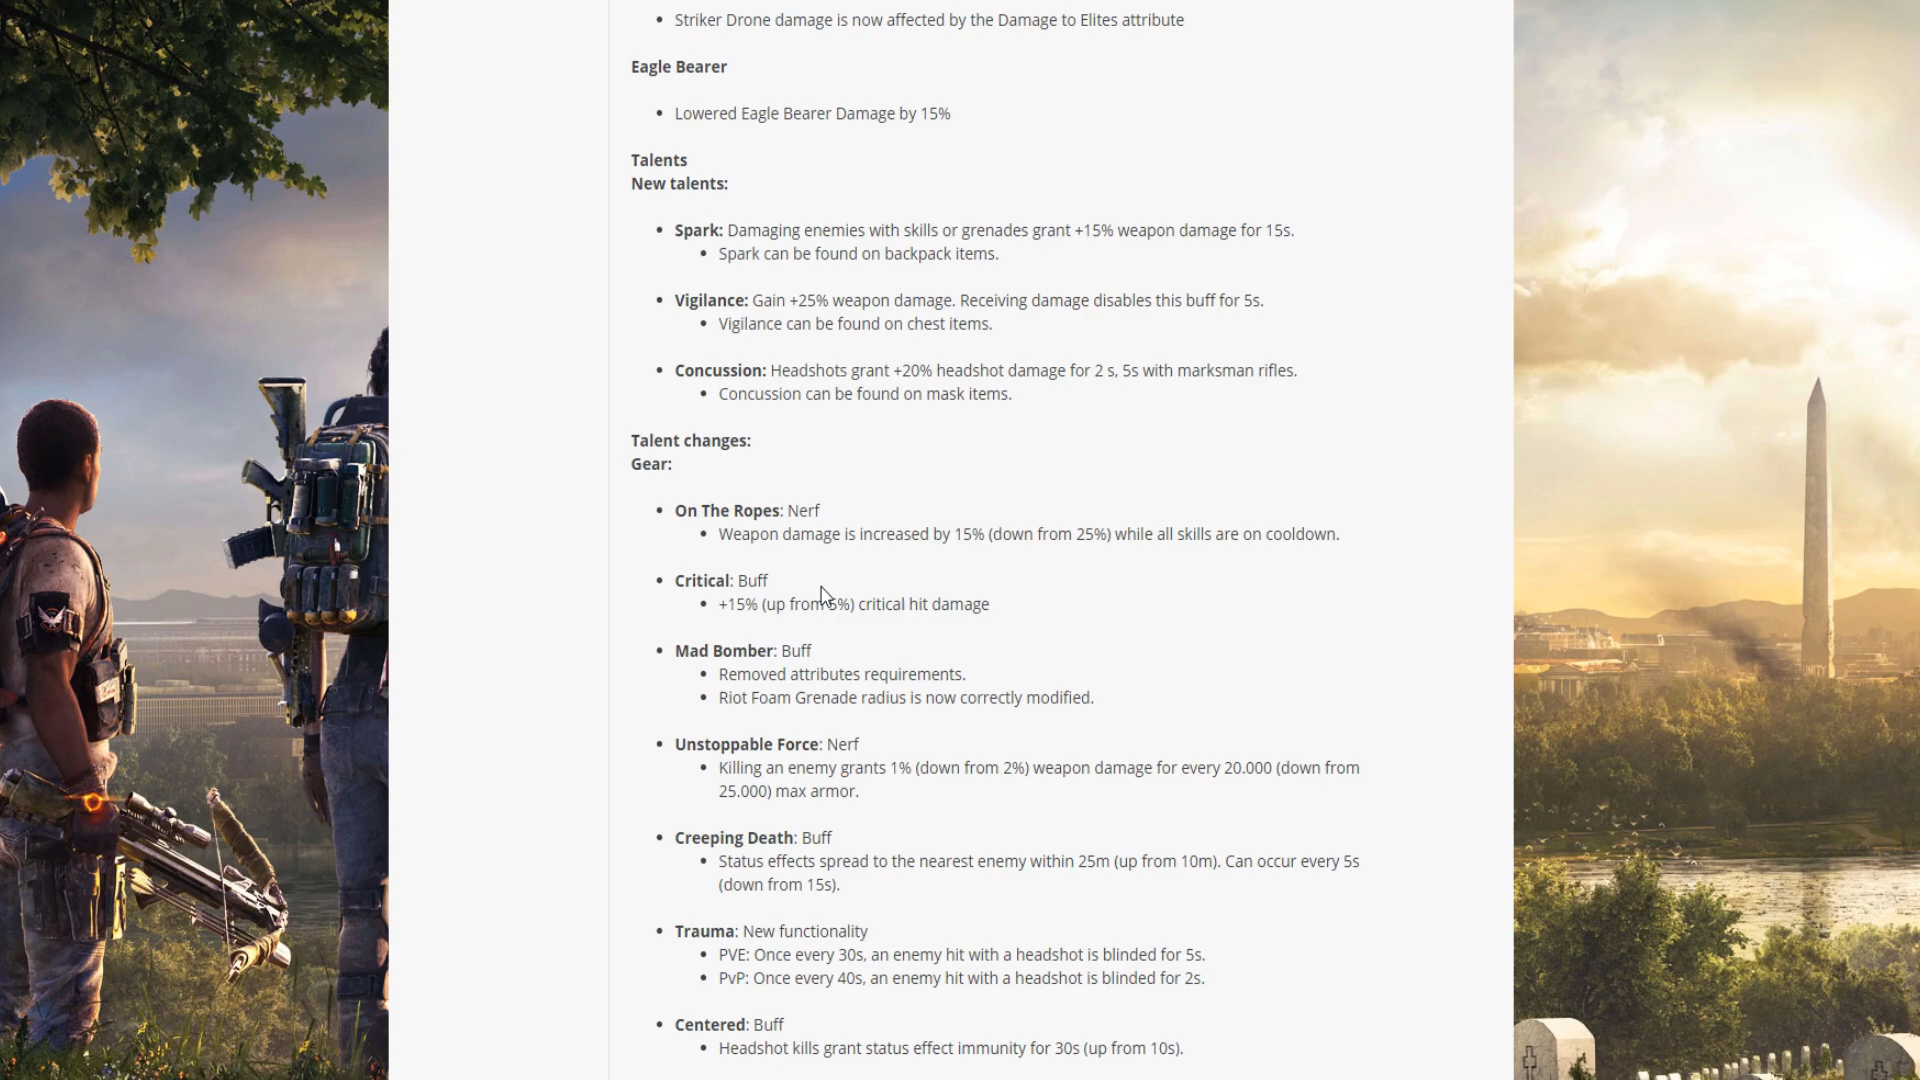 Striker Drone damage is now affected by the Damage to Elites attribute
Eagle Bearer
Lowered Eagle Bearer Damage by 15%
Talents
New talents:
Spark: Damaging enemies with skills or grenades grant +15% weapon damage for 15s.
Spark can be found on backpack items.
Vigilance: Gain +25% weapon damage. Receiving damage disables this buff for 5s.
Vigilance can be found on chest items.
Concussion: Headshots grant +20% headshot damage for 2 s, 5s with marksman rifles.
Concussion can be found on mask items.
Talent changes:
Gear:
On The Ropes: Nerf
Weapon damage is increased by 15% (down from 25%) while all skills are on cooldown.
Critical: Buff
+15% (up from 5%) critical hit damage
Mad Bomber: Buff
Removed attributes requirements.
Riot Foam Grenade radius is now correctly modified.
Unstoppable Force: Nerf
Killing an enemy grants 1% (down from 2%) weapon damage for every 20.000 (down from
25.000) max armor.
Creeping Death: Buff
Status effects spread to the nearest enemy within 25m (up from 10m). Can occur every 5s
(down from 15s).
Trauma: New functionality
PVE: Once every 30s, an enemy hit with a headshot is blinded for 5s.
PvP: Once every 40s, an enemy hit with a headshot is blinded for 2s.
Centered: Buff
Headshot kills grant status effect immunity for 30s (up from 10s).